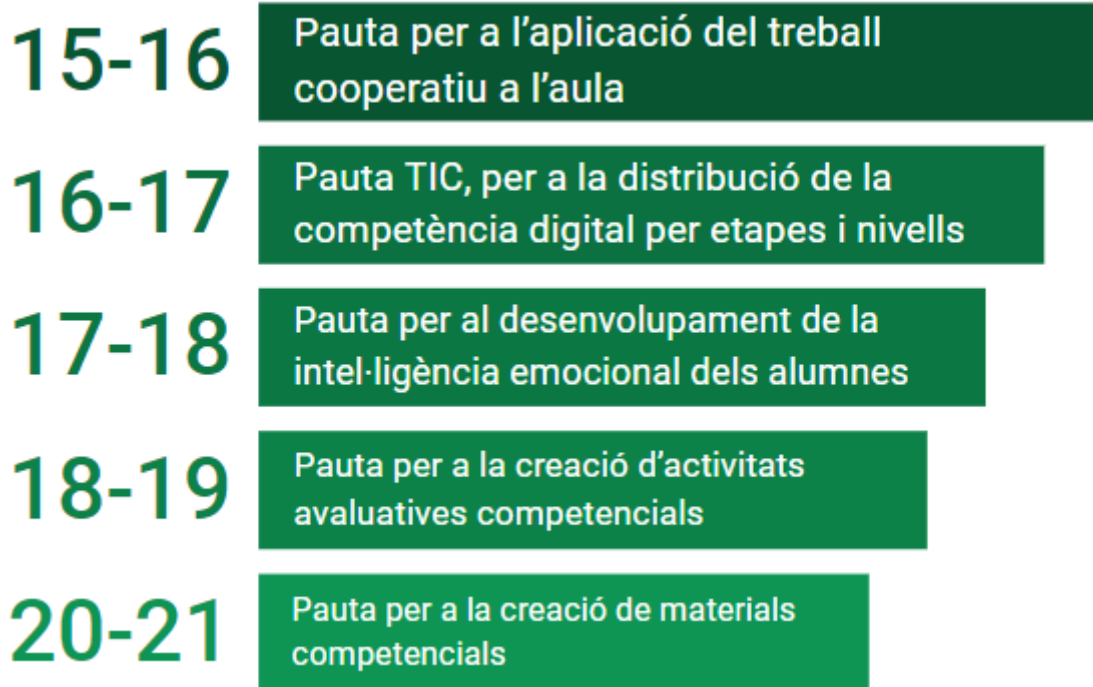 15-16
Pauta per a l'aplicació del treball
cooperatiu a l'aula
16-17
Pauta TIC, per a la distribució de la
competència digital per etapes i nivells
17-18
Pauta per al desenvolupament de la
intel·ligència emocional dels alumnes
18-19
Pauta per a la creació d'activitats
avaluatives competencials
20-21
Pauta per a la creació de materials
competencials